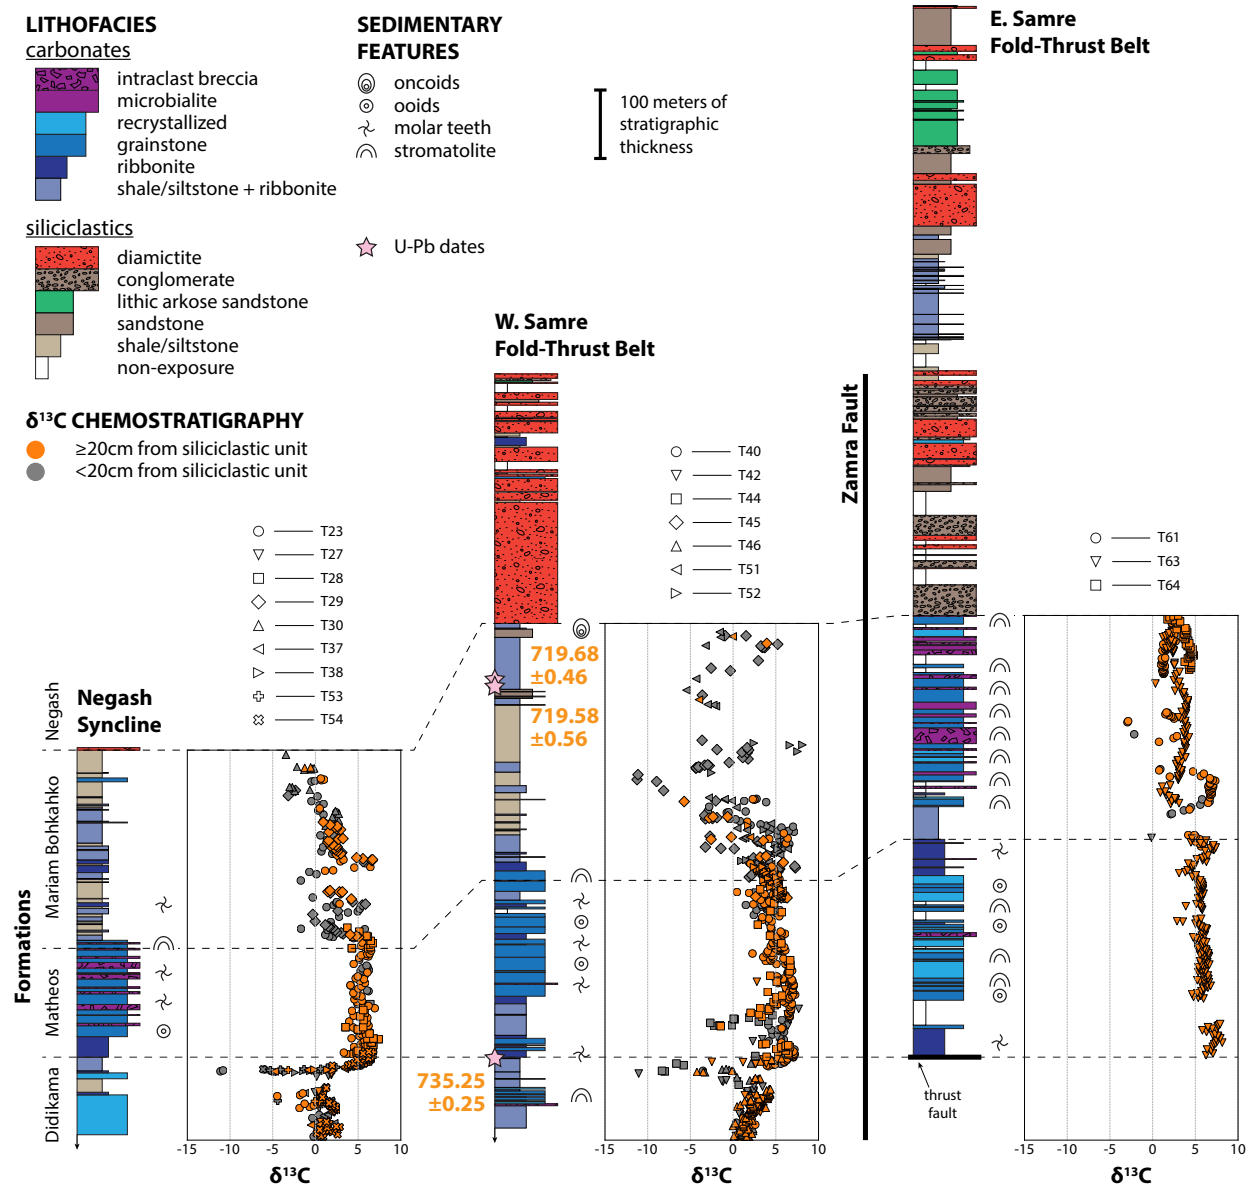 LITHOFACIES
carbonates
intraclast breccia
microbialite
recrystallized
grainstone
ribbonite
shale/siltstone + ribbonite
siliciclastics
diamictite
conglomerate
lithic arkose sandstone
sandstone
shale/siltstone
non-exposure
δ¹³C CHEMOSTRATIGRAPHY
≥20cm from siliciclastic unit
<20cm from siliciclastic unit
SEDIMENTARY
FEATURES
oncoids
ooids
molar teeth
stromatolite
U-Pb dates
100 meters of
stratigraphic
thickness
Formations
Negash
Mariam Bohkahko
Matheos
Didikama
Negash
Syncline
T23
T27
T28
T29
T30
T37
T38
T53
T54
-15
-10
-5
0
5
10
δ¹³C
W. Samre
Fold-Thrust Belt
719.68
±0.46
719.58
±0.56
735.25
±0.25
T40
T42
T44
T45
T46
T51
T52
-15
-10
-5
0
5
10
δ¹³C
Zamra Fault
E. Samre
Fold-Thrust Belt
thrust
fault
T61
T63
T64
-15
-10
-5
0
5
10
δ¹³C